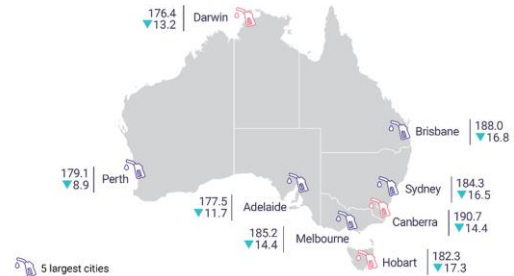 176.4
▼13.2
Darwin
188.0
▼16.8
Brisbane
179.1
▼8.9
Perth
184.3
▼16.5
Sydney
177.5
▼11.7
Adelaide
190.7
▼14.4
Canberra
185.2
▼14.4
Melbourne
182.3
▼17.3
Hobart
5 largest cities